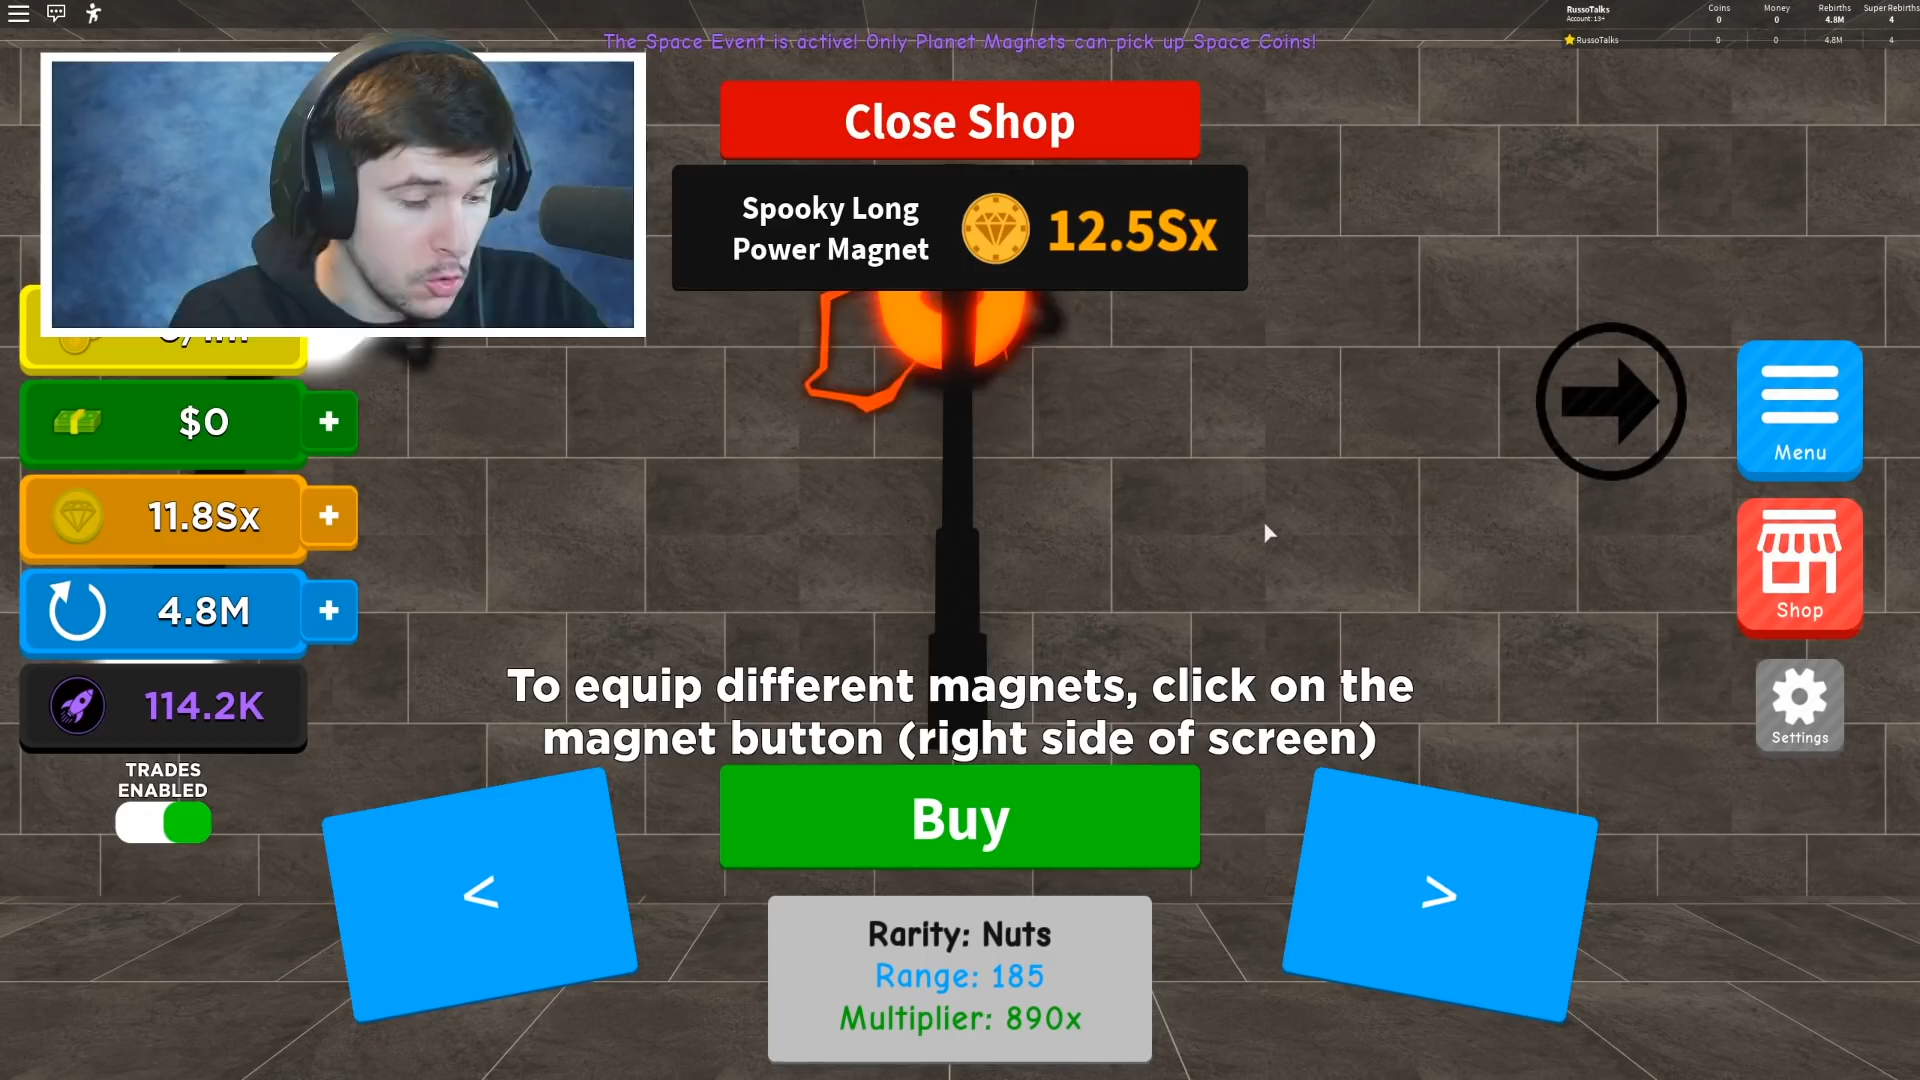 RussoTalks
Account: 13+
Coins
0
Money
0
Rebirths
4.8M
Super Rebirths
4
RussoTalks 0 0 4.8M 4
The Space Event is active! Only Planet Magnets can pick up Space Coins!
Close Shop
Spooky Long
Power Magnet
12.5Sx
$0 +
11.8Sx +
4.8M +
114.2K
TRADES
ENABLED
Menu
Shop
Settings
To equip different magnets, click on the
magnet button (right side of screen)
Buy
<
>
Rarity: Nuts
Range: 185
Multiplier: 890x